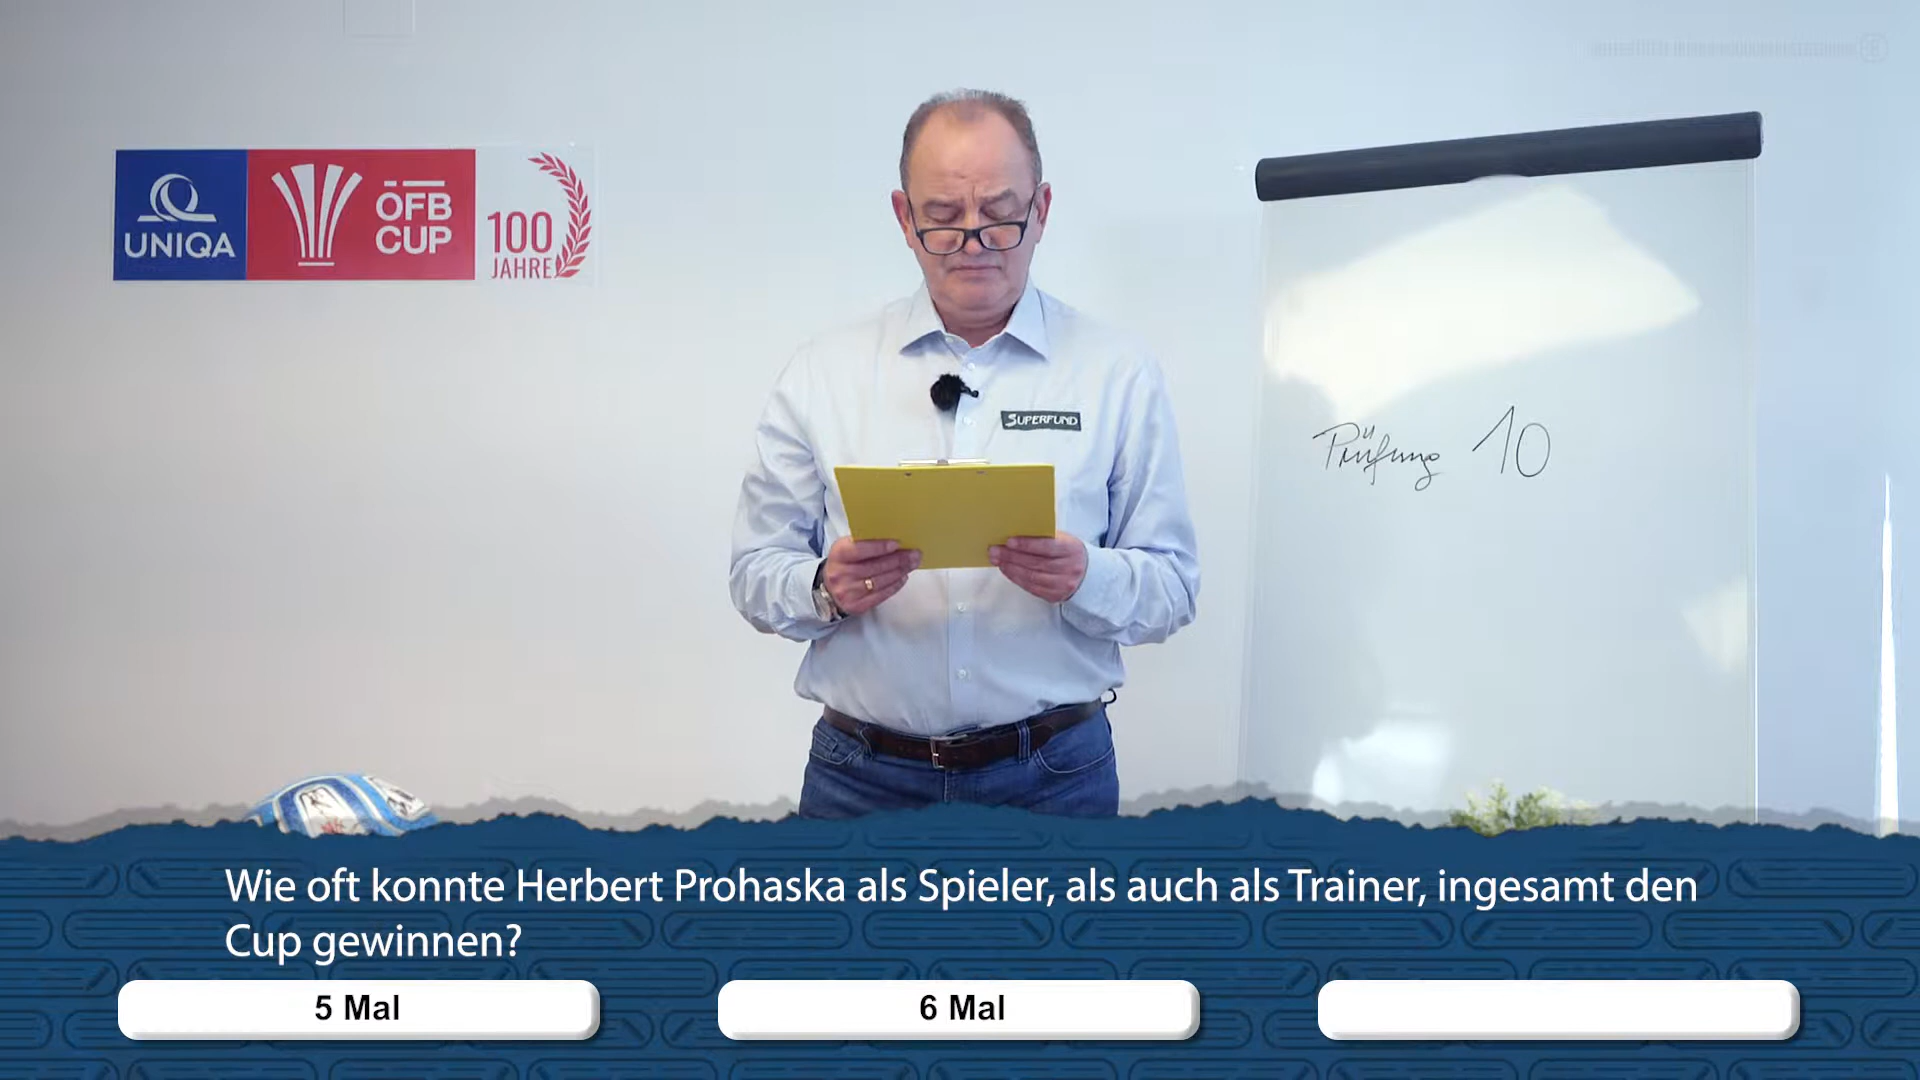 UNIQA
ÖFB
CUP
100
JAHRE
SUPERFUND
Prüfung 10
Wie oft konnte Herbert Prohaska als Spieler, als auch als Trainer, ingesamt den
Cup gewinnen?
5 Mal
6 Mal